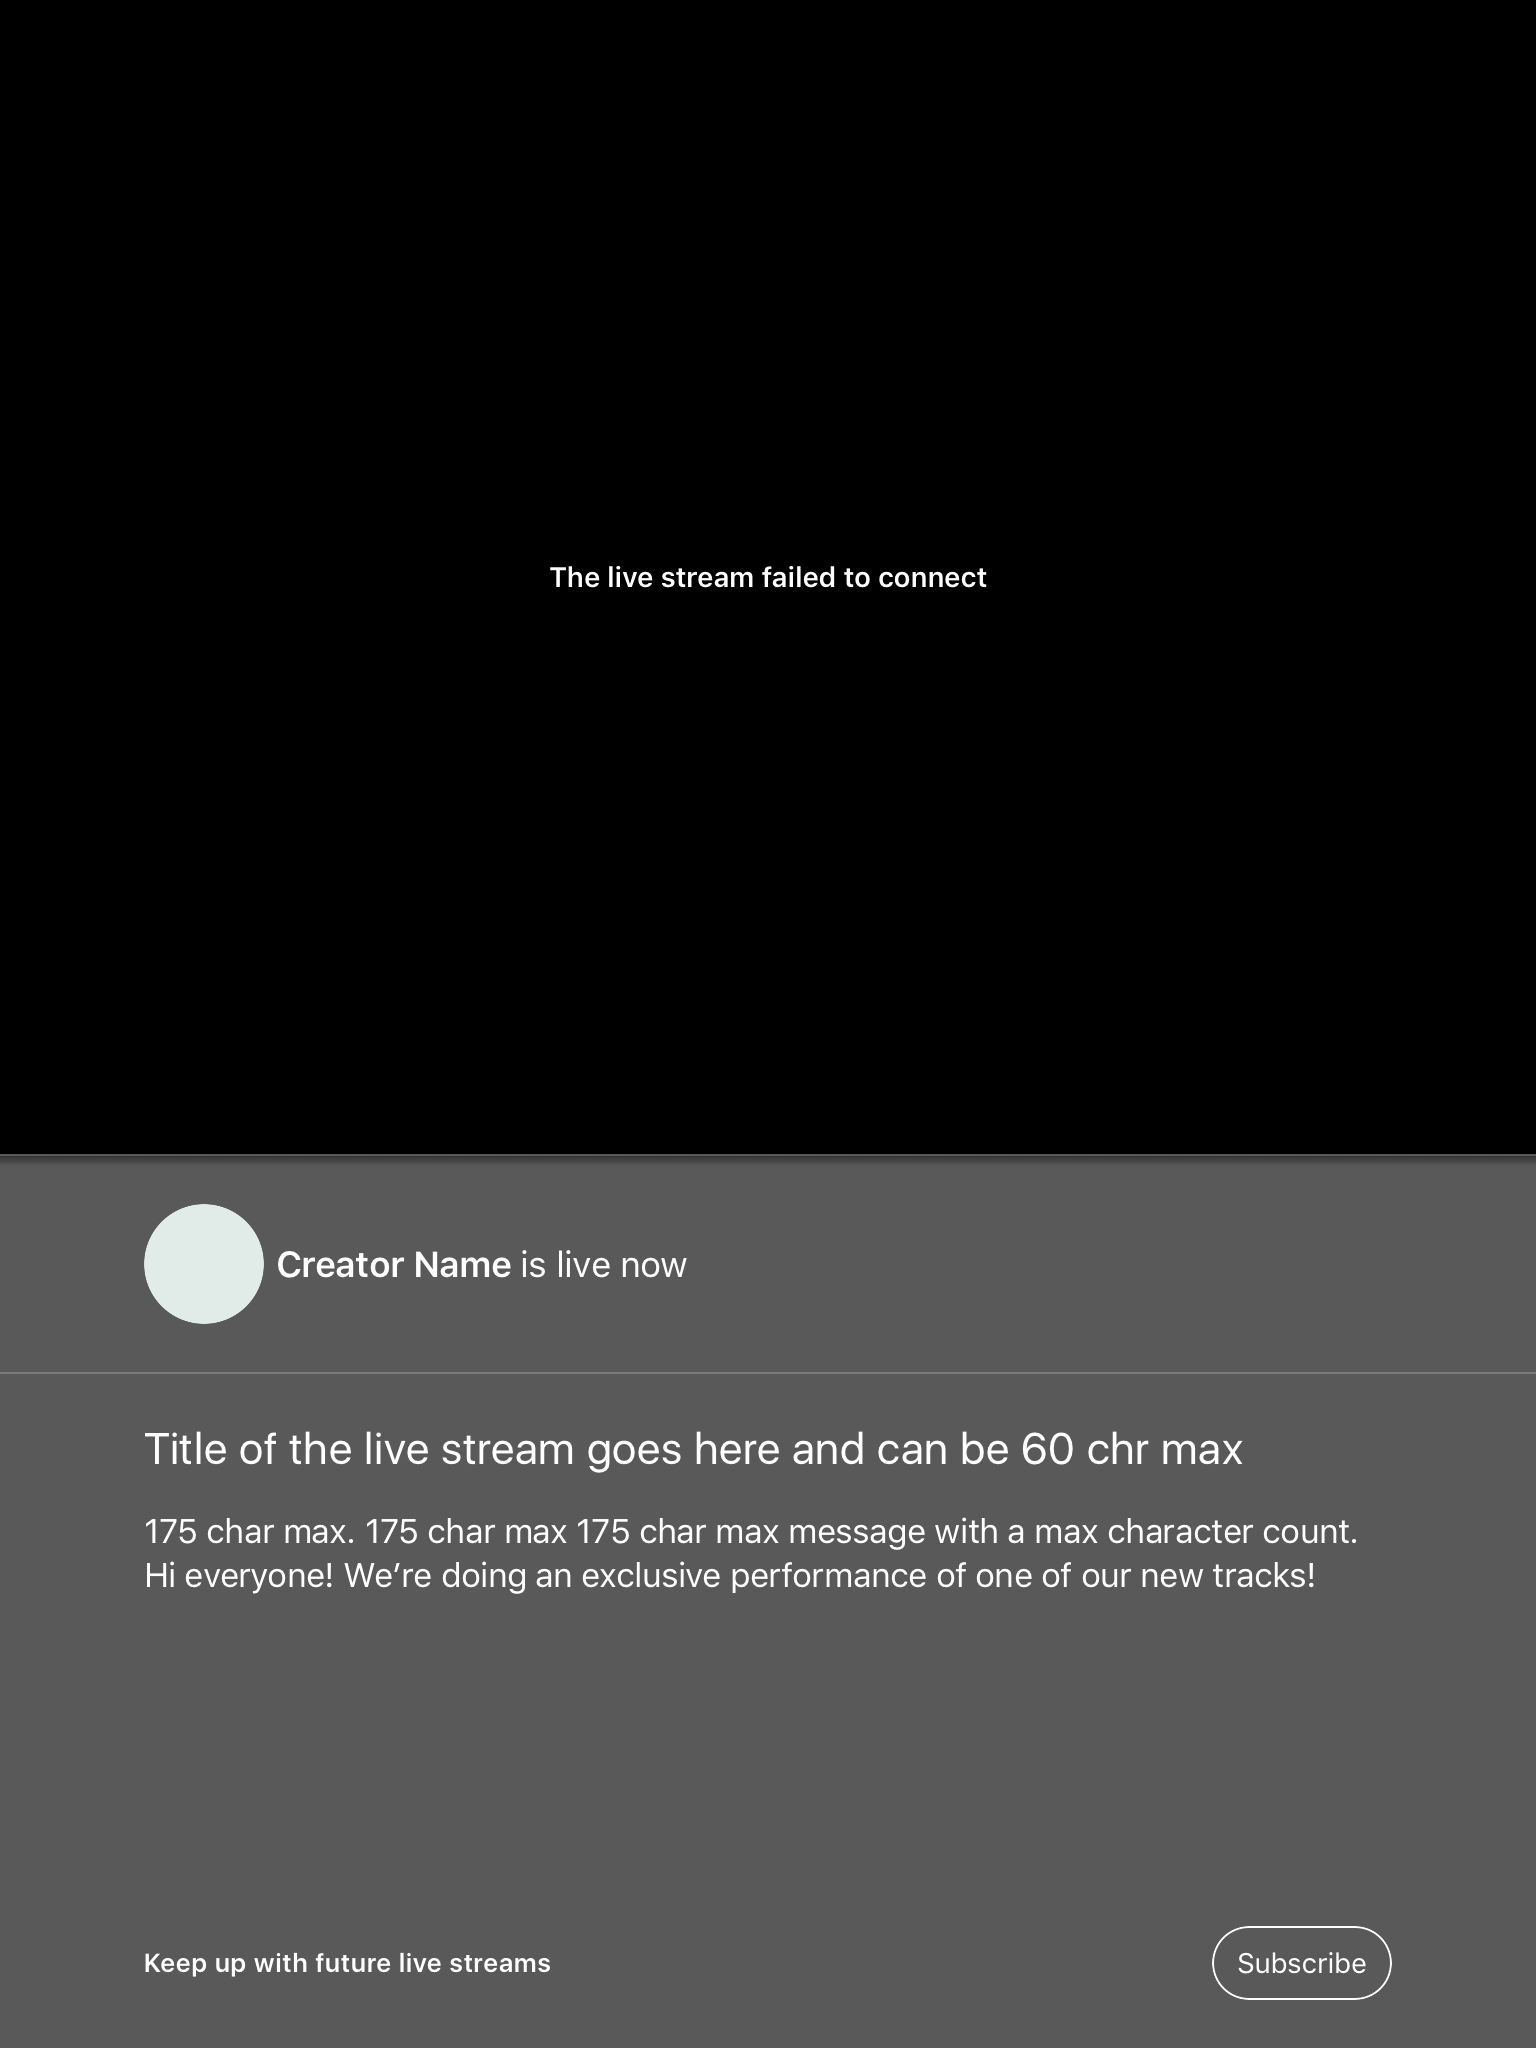 The live stream failed to connect
Creator Name is live now
Title of the live stream goes here and can be 60 chr max
175 char max. 175 char max 175 char max message with a max character count.
Hi everyone! We’re doing an exclusive performance of one of our new tracks!
Keep up with future live streams
Subscribe